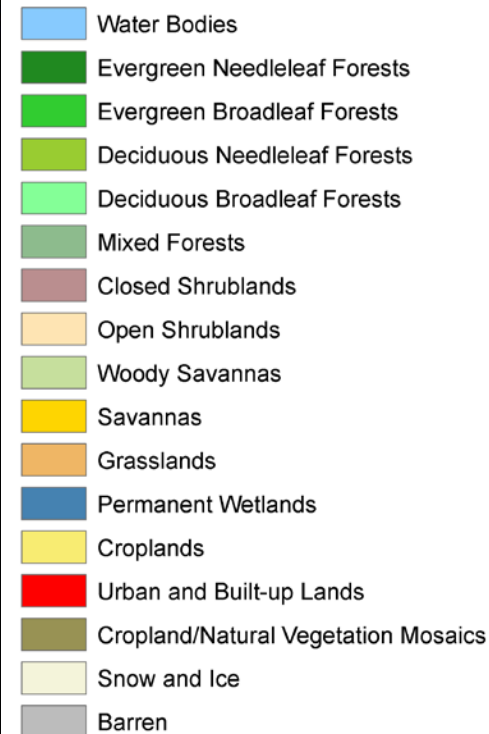 Water Bodies
Evergreen Needleleaf Forests
Evergreen Broadleaf Forests
Deciduous Needleleaf Forests
Deciduous Broadleaf Forests
Mixed Forests
Closed Shrublands
Open Shrublands
Woody Savannas
Savannas
Grasslands
Permanent Wetlands
Croplands
Urban and Built-up Lands
Cropland/Natural Vegetation Mosaics
Snow and Ice
Barren